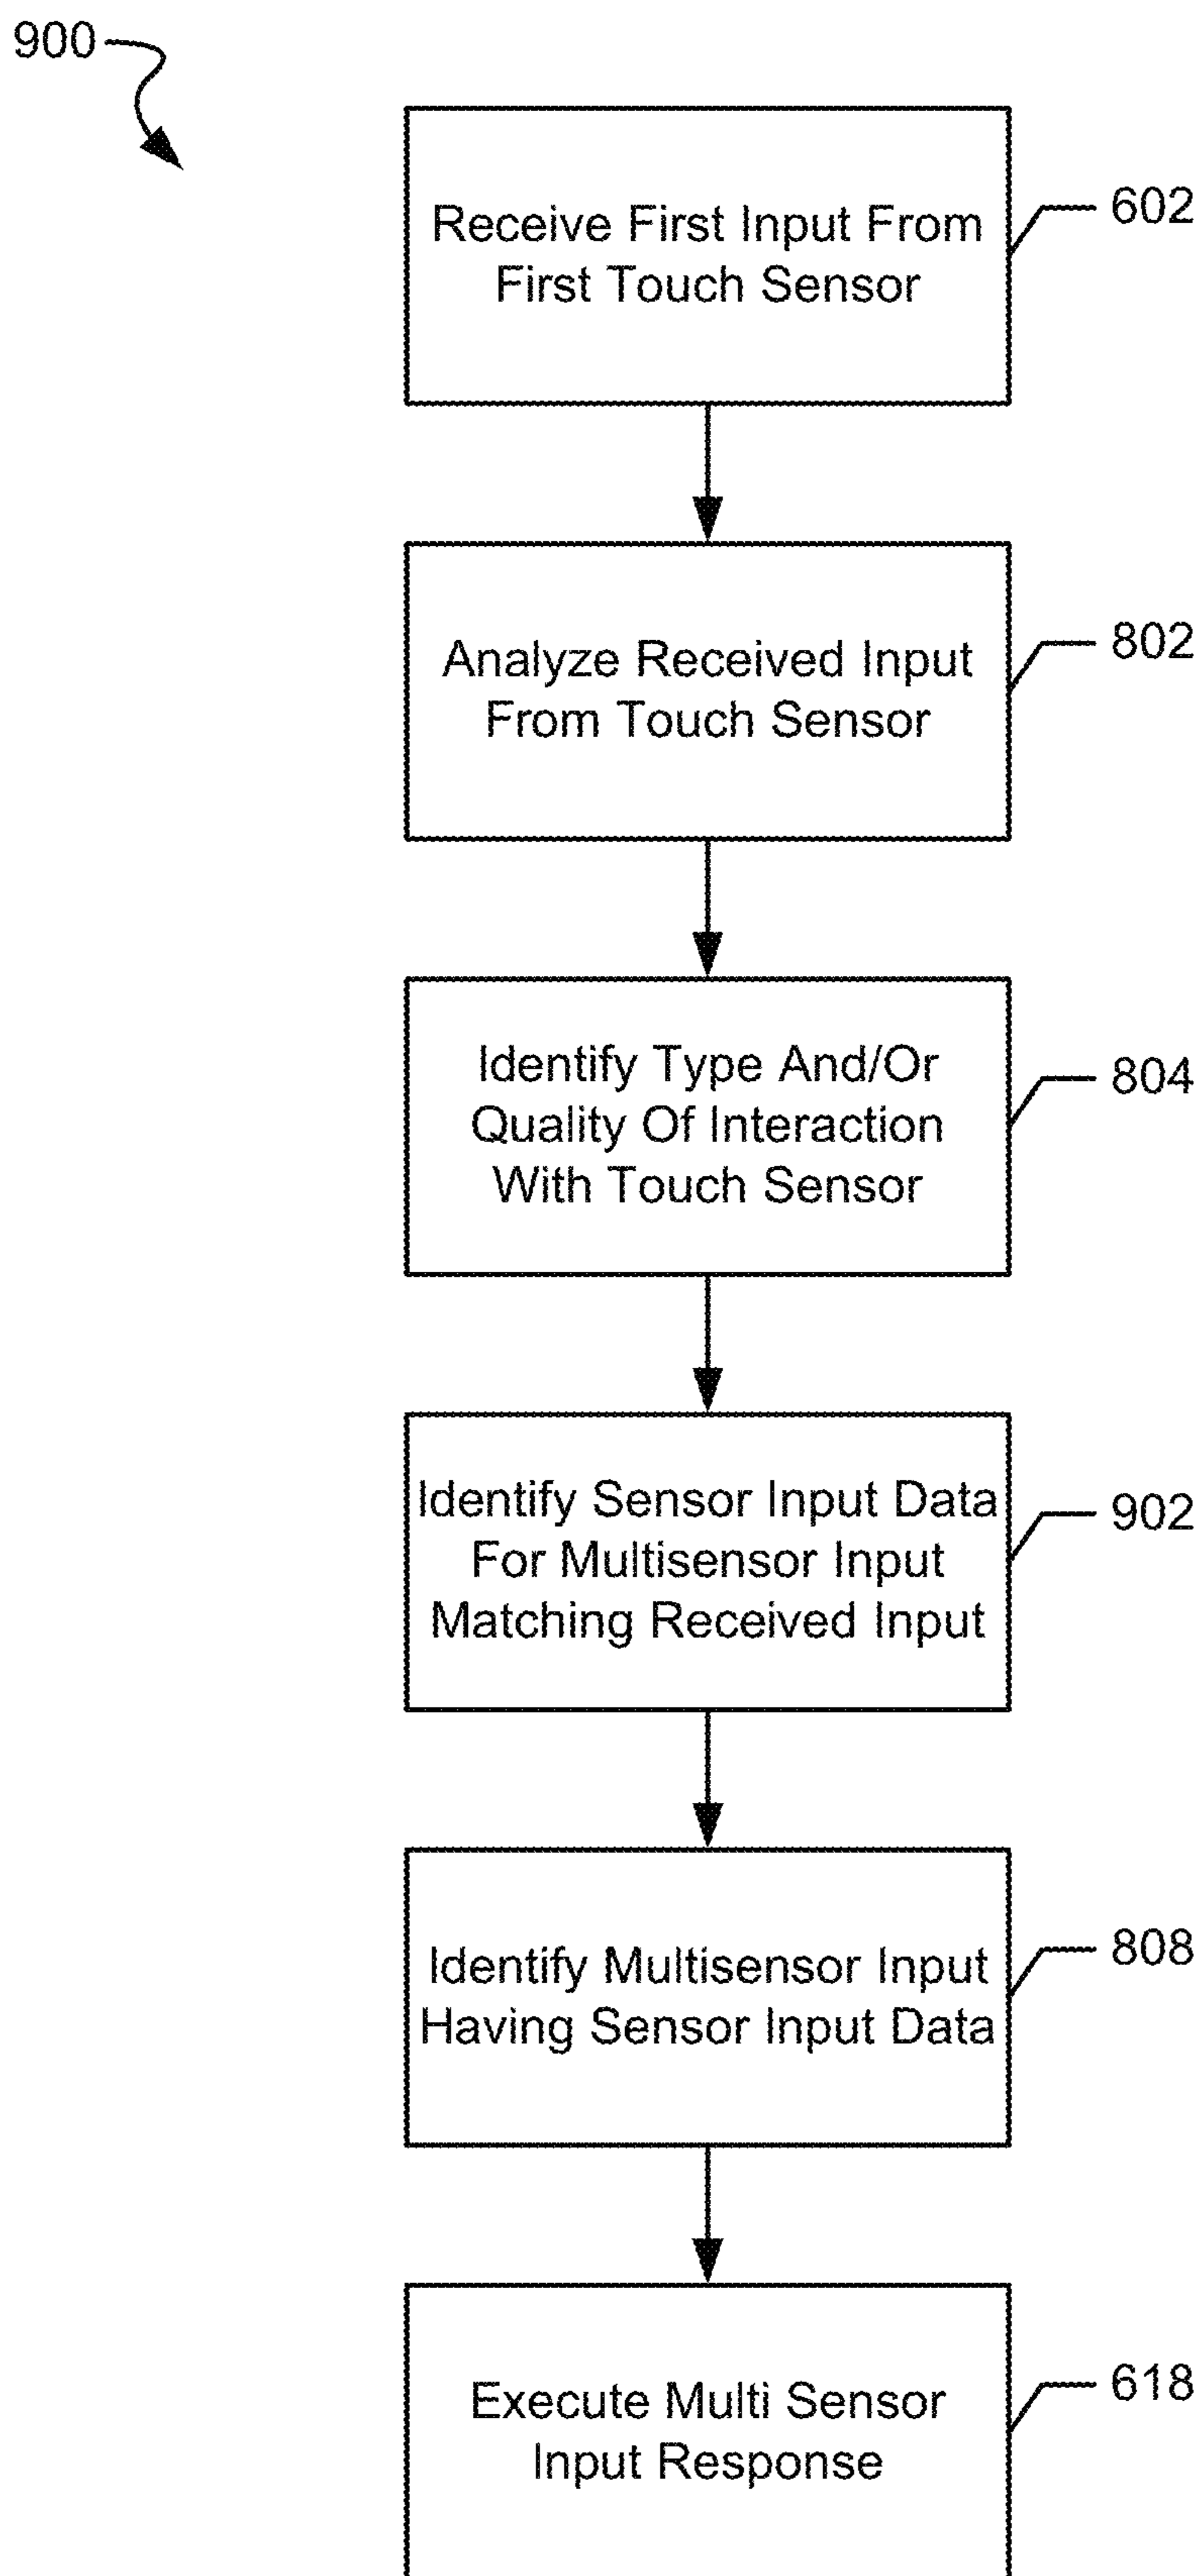 900
Receive First Input From
First Touch Sensor
602
Analyze Received Input
From Touch Sensor
802
Identify Type And/Or
Quality Of Interaction
With Touch Sensor
804
Identify Sensor Input Data
For Multisensor Input
Matching Received Input
902
Identify Multisensor Input
Having Sensor Input Data
808
Execute Multi Sensor
Input Response
618